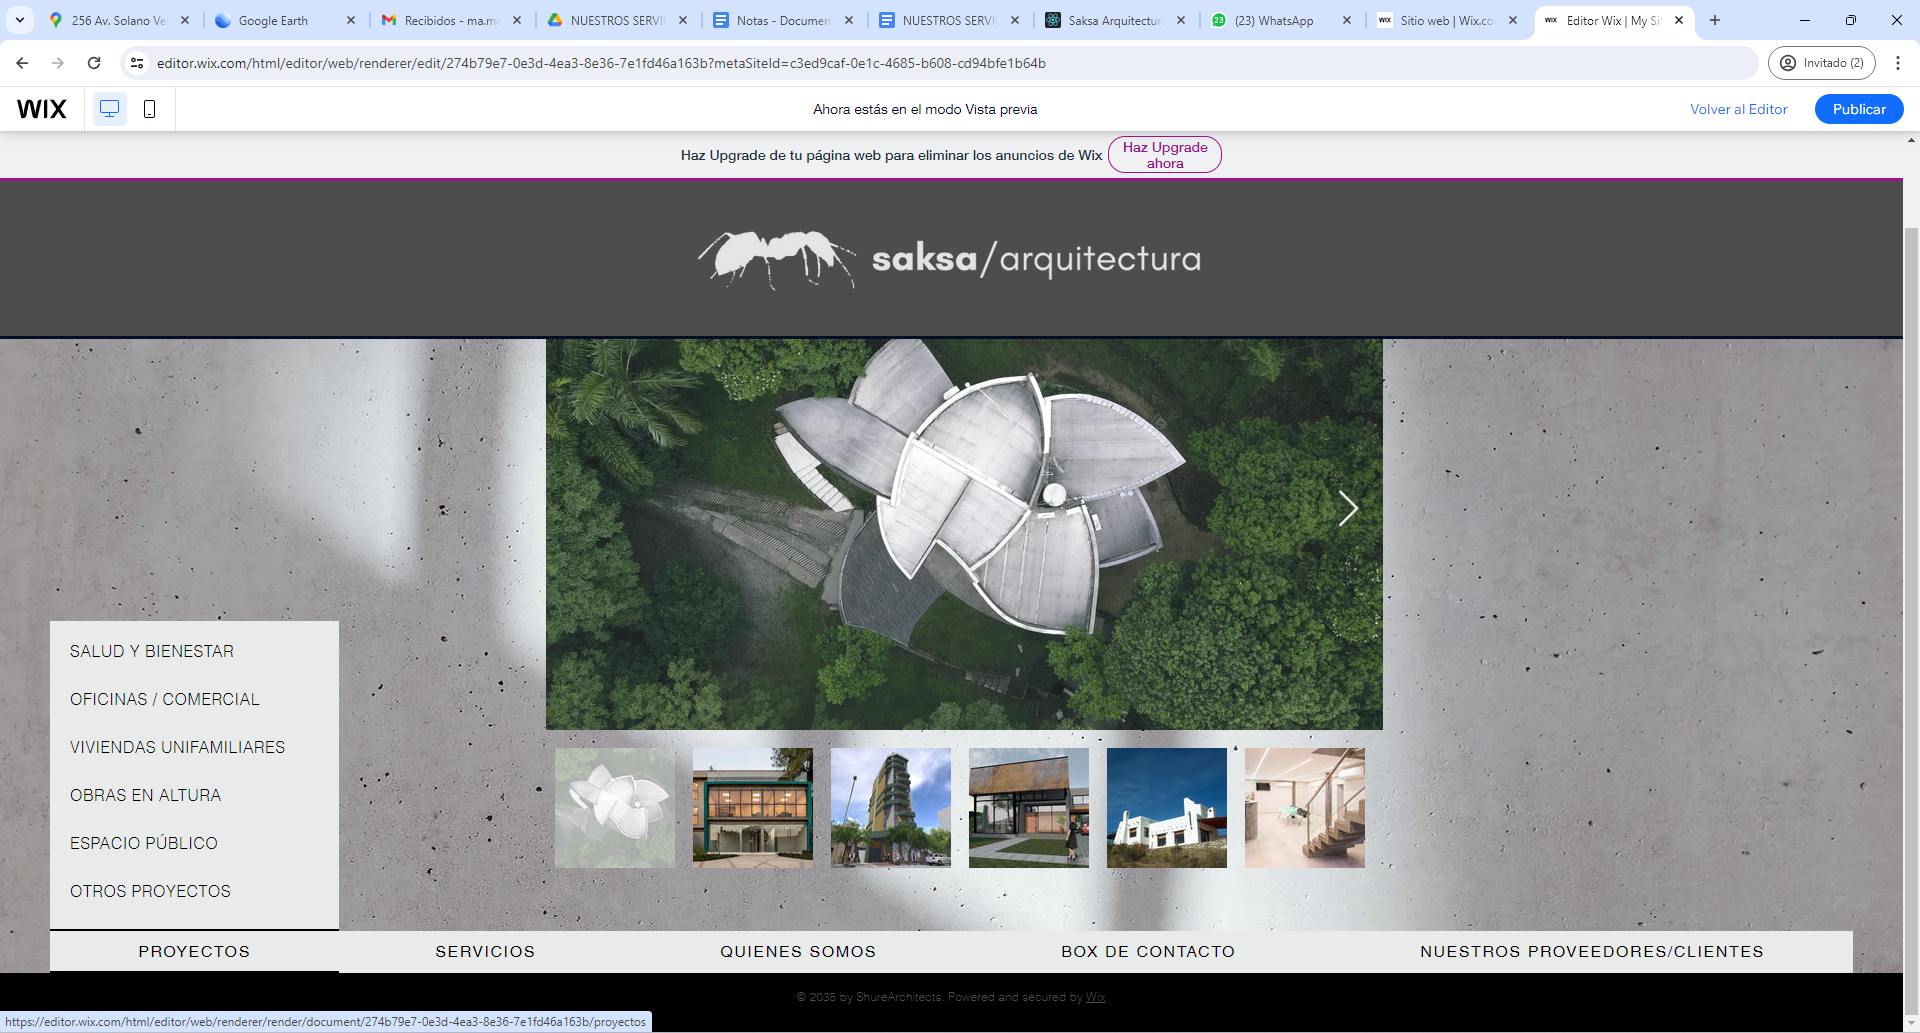 256 Av. Solano Ve
Google Earth
Recibidos - ma.mo
NUESTROS SERVI
Notas - Documen
NUESTROS SERVI
Saksa Arquitectura
23
(23) WhatsApp
WIX
Sitio web | Wix.co
WIX
Editor Wix | My Si
editor.wix.com/html/editor/web/renderer/edit/274b79e7-0e3d-4ea3-8e36-7e1fd46a163b?metaSiteId=c3ed9caf-0e1c-4685-b608-cd94bfe1b64b
Invitado (2)
WIX
Ahora estás en el modo Vista previa
Volver al Editor
Publicar
Haz Upgrade de tu página web para eliminar los anuncios de Wix
Haz Upgrade
ahora
saksa/arquitectura
SALUD Y BIENESTAR
OFICINAS / COMERCIAL
VIVIENDAS UNIFAMILIARES
OBRAS EN ALTURA
ESPACIO PÚBLICO
OTROS PROYECTOS
PROYECTOS
SERVICIOS
QUIENES SOMOS
BOX DE CONTACTO
NUESTROS PROVEEDORES/CLIENTES
© 2035 by ShureArchitects. Powered and secured by Wix
https://editor.wix.com/html/editor/web/renderer/render/document/274b79e7-0e3d-4ea3-8e36-7e1fd46a163b/proyectos